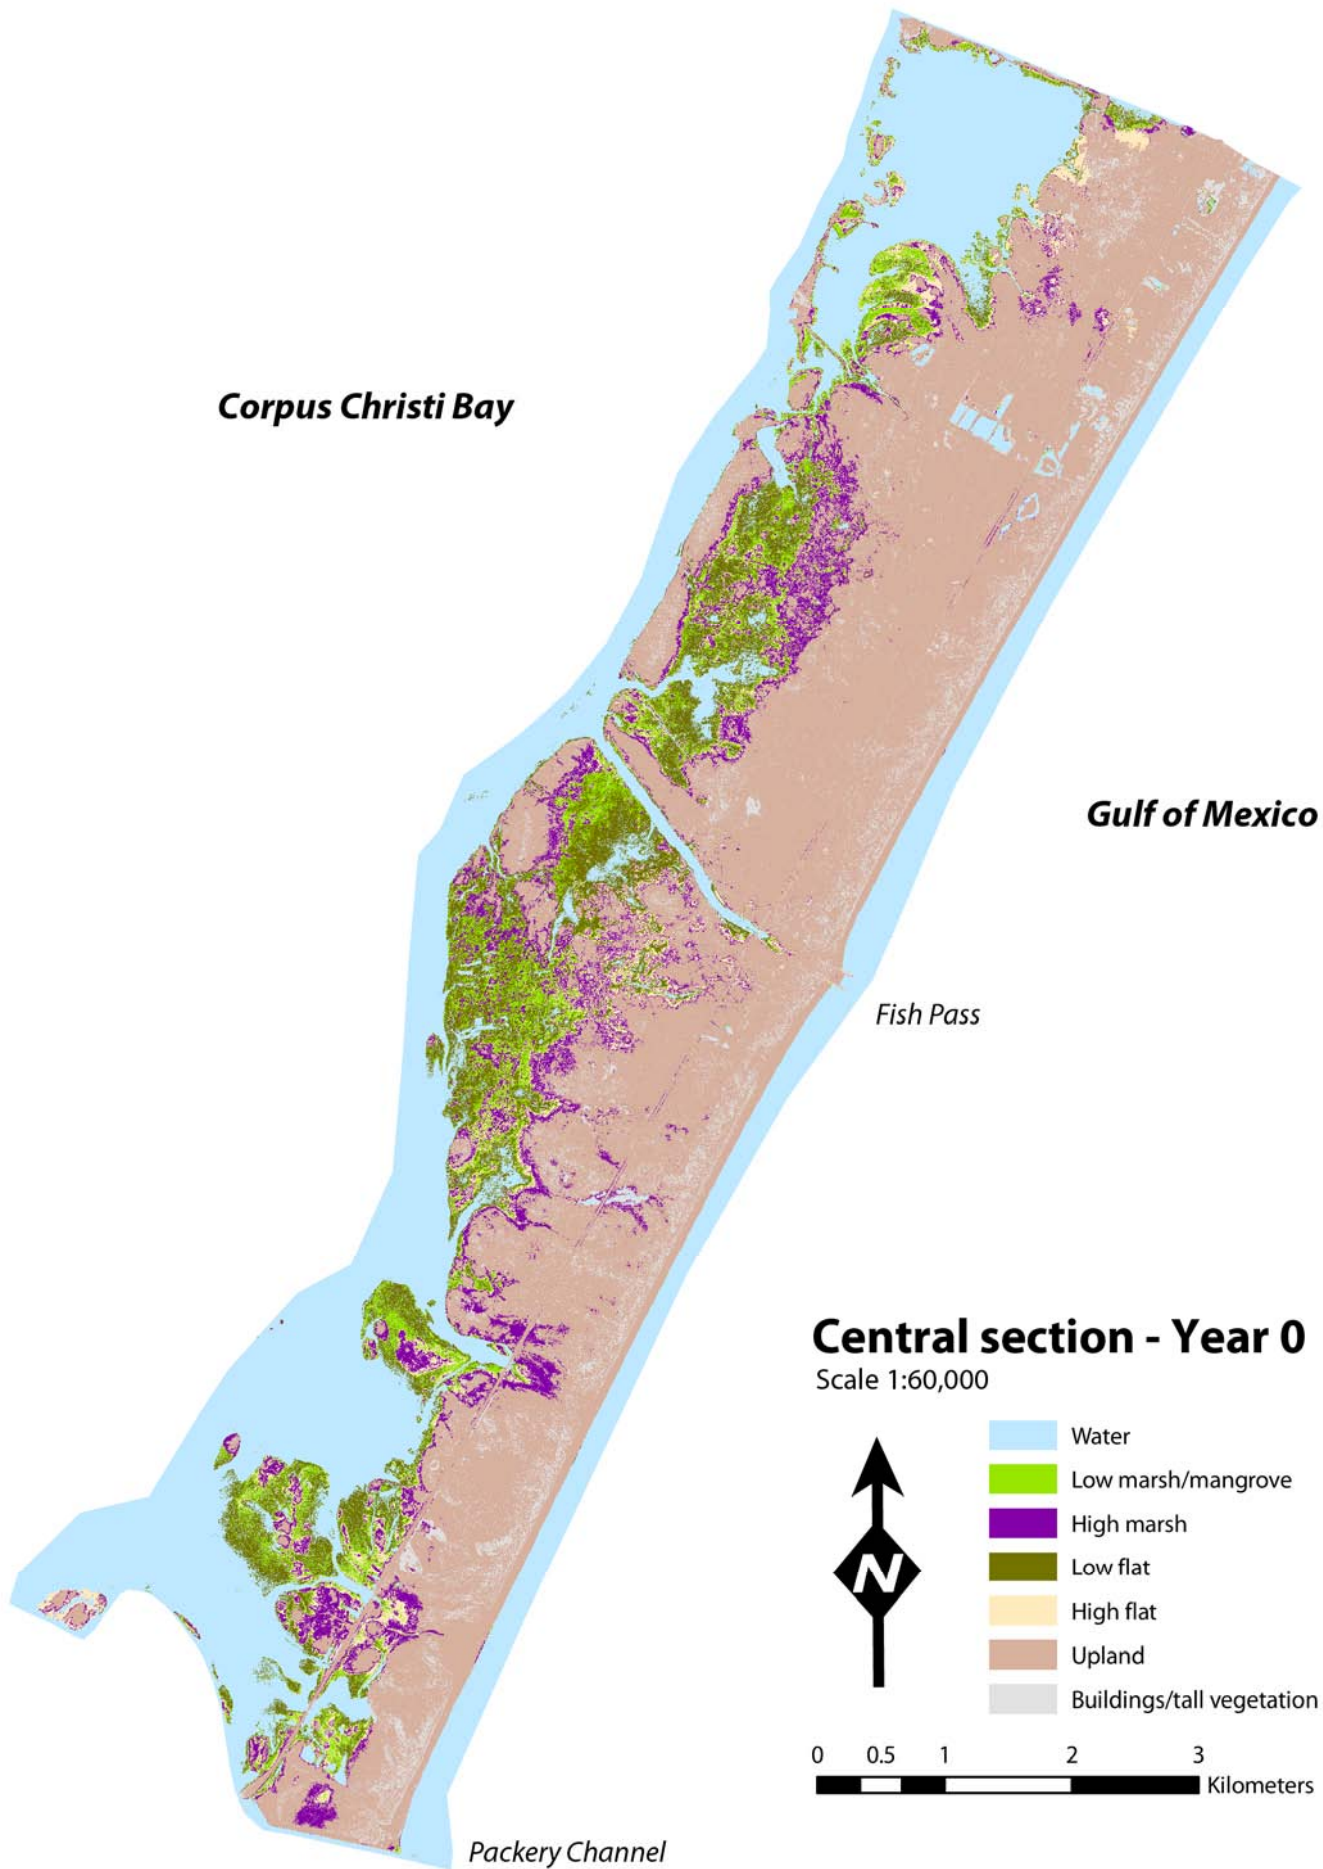 Corpus Christi Bay
Gulf of Mexico
Fish Pass
Central section - Year 0
Scale 1:60,000
N
Water
Low marsh/mangrove
High marsh
Low flat
High flat
Upland
Buildings/tall vegetation
0 0.5 1 2 3
Kilometers
Packery Channel